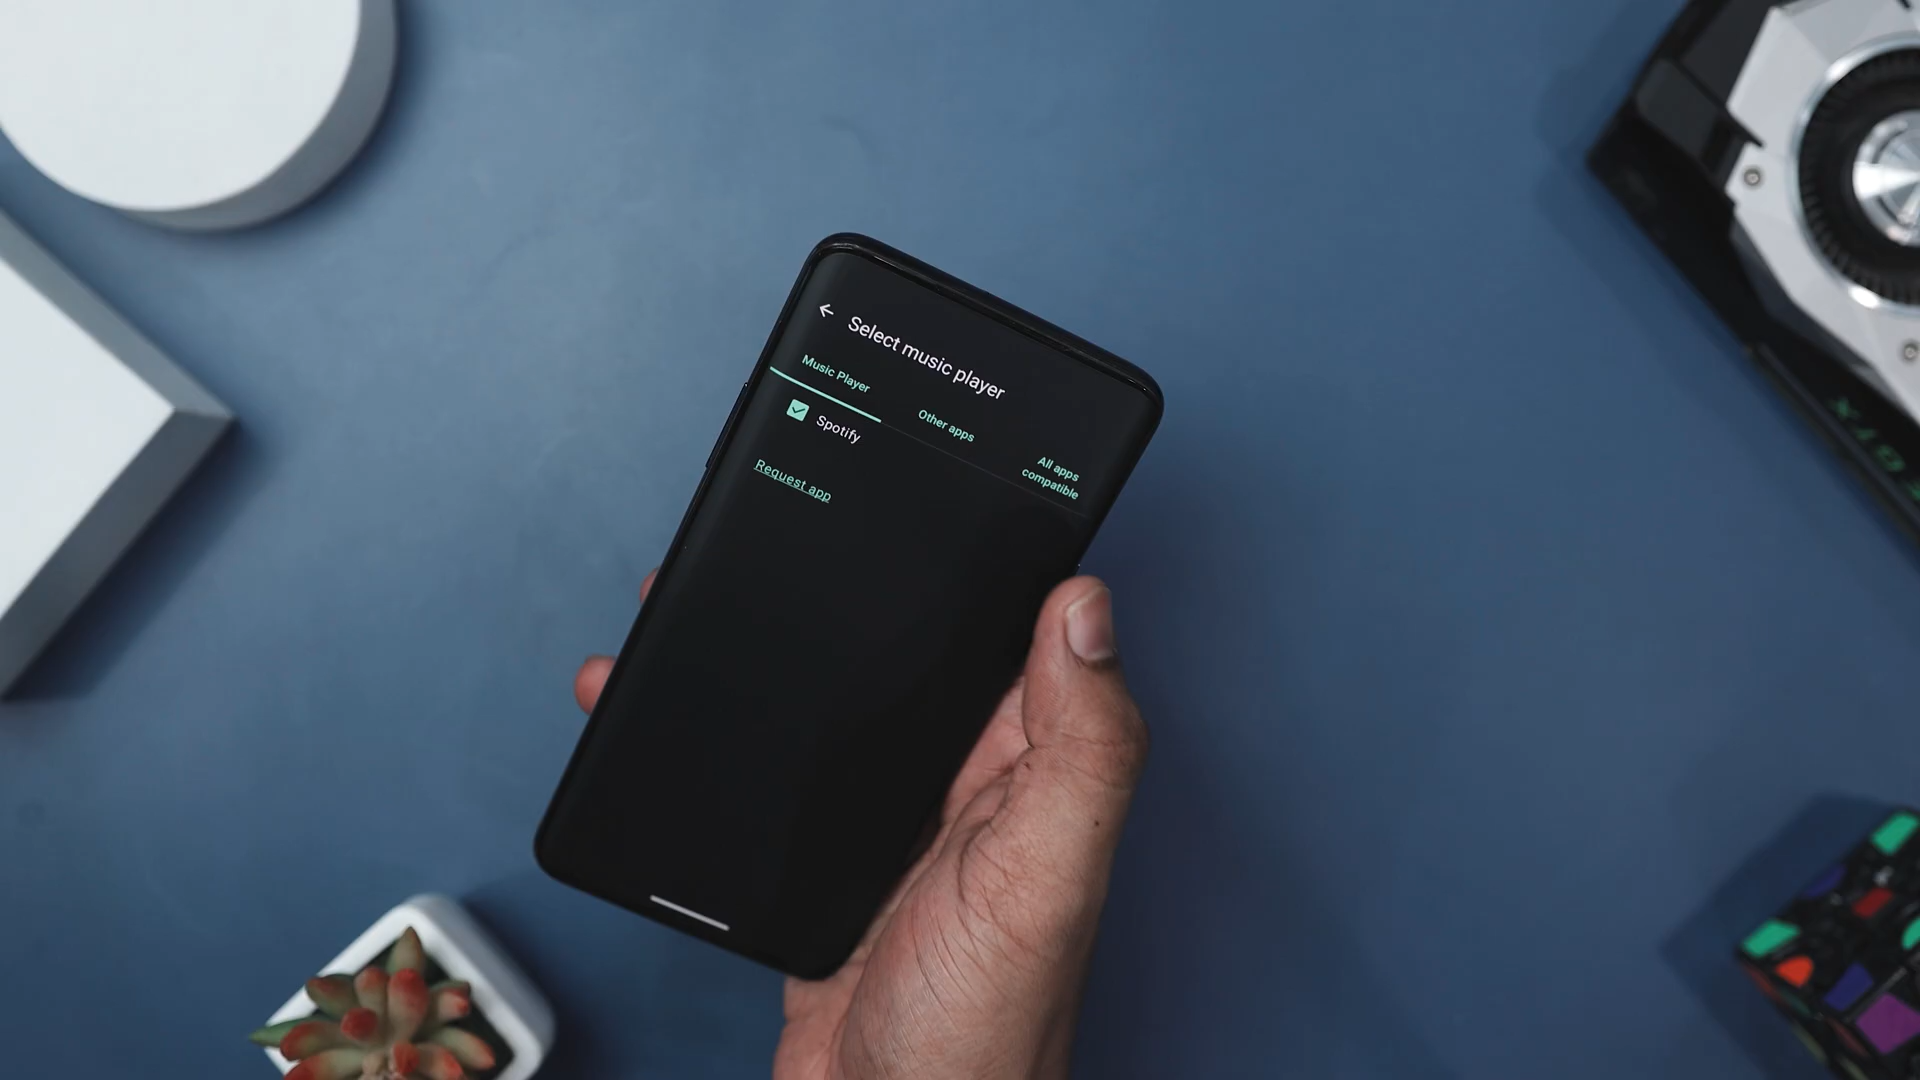 Select music player
Music Player
Other apps
All apps
compatible
Spotify
Request app